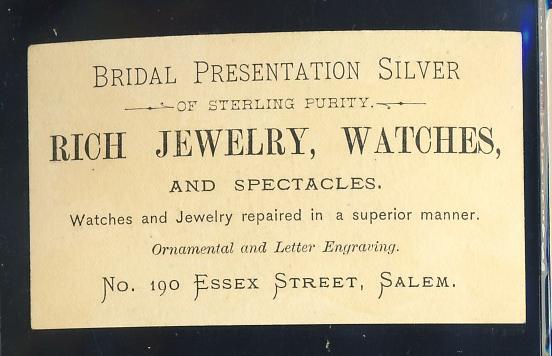 BRIDAL PRESENTATION SILVER
OF STERLING PURITY.
RICH JEWELRY, WATCHES,
AND SPECTACLES.
Watches and Jewelry repaired in a superior manner.
Ornamental and Letter Engraving.
No. 190 ESSEX STREET, SALEM.